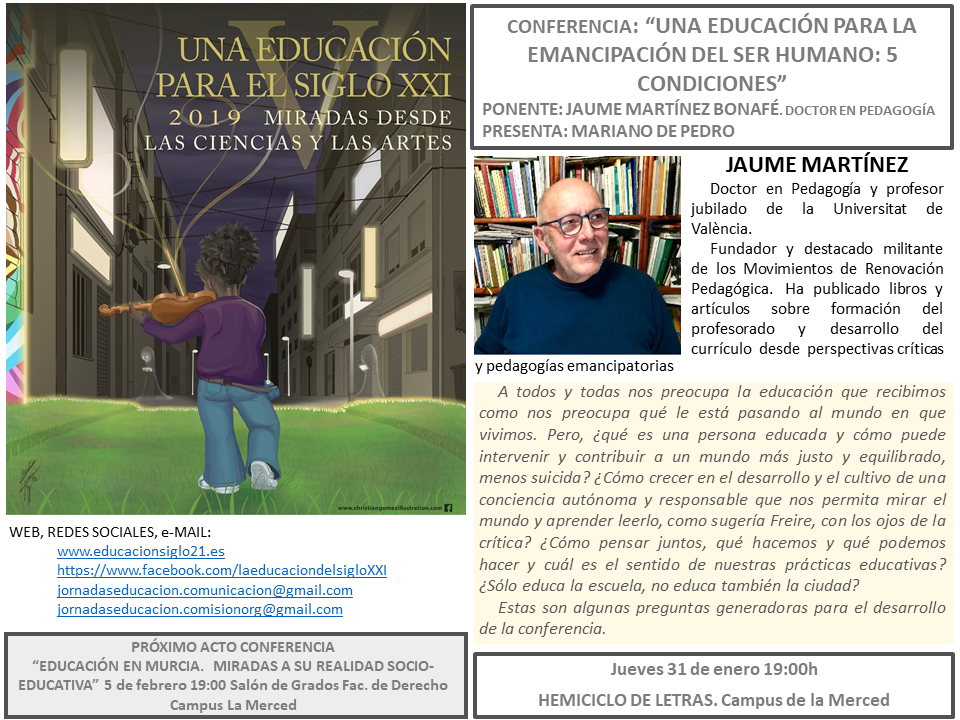 UNA EDUCACIÓN
PARA EL SIGLO XXI
2019 MIRADAS DESDE
LAS CIENCIAS Y LAS ARTES
V
www.christiangomezillustration.com
WEB, REDES SOCIALES, e-MAIL:
www.educacionsiglo21.es
https://www.facebook.com/laeducaciondelsigloXXI
jornadaseducacion.comunicacion@gmail.com
jornadaseducacion.comisionorg@gmail.com
PRÓXIMO ACTO CONFERENCIA
“EDUCACIÓN EN MURCIA. MIRADAS A SU REALIDAD SOCIO-
EDUCATIVA” 5 de febrero 19:00 Salón de Grados Fac. de Derecho
Campus La Merced
CONFERENCIA: “UNA EDUCACIÓN PARA LA
EMANCIPACIÓN DEL SER HUMANO: 5
CONDICIONES”
PONENTE: JAUME MARTÍNEZ BONAFÉ. DOCTOR EN PEDAGOGÍA
PRESENTA: MARIANO DE PEDRO
JAUME MARTÍNEZ
Doctor en Pedagogía y profesor
jubilado de la Universitat de
València.
Fundador y destacado militante
de los Movimientos de Renovación
Pedagógica. Ha publicado libros y
artículos sobre formación del
profesorado y desarrollo del
currículo desde perspectivas críticas
y pedagogías emancipatorias
A todos y todas nos preocupa la educación que recibimos
como nos preocupa qué le está pasando al mundo en que
vivimos. Pero, ¿qué es una persona educada y cómo puede
intervenir y contribuir a un mundo más justo y equilibrado,
menos suicida? ¿Cómo crecer en el desarrollo y el cultivo de una
conciencia autónoma y responsable que nos permita mirar el
mundo y aprender leerlo, como sugería Freire, con los ojos de la
crítica? ¿Cómo pensar juntos, qué hacemos y qué podemos
hacer y cuál es el sentido de nuestras prácticas educativas?
¿Sólo educa la escuela, no educa también la ciudad?
Estas son algunas preguntas generadoras para el desarrollo
de la conferencia.
Jueves 31 de enero 19:00h
HEMICICLO DE LETRAS. Campus de la Merced